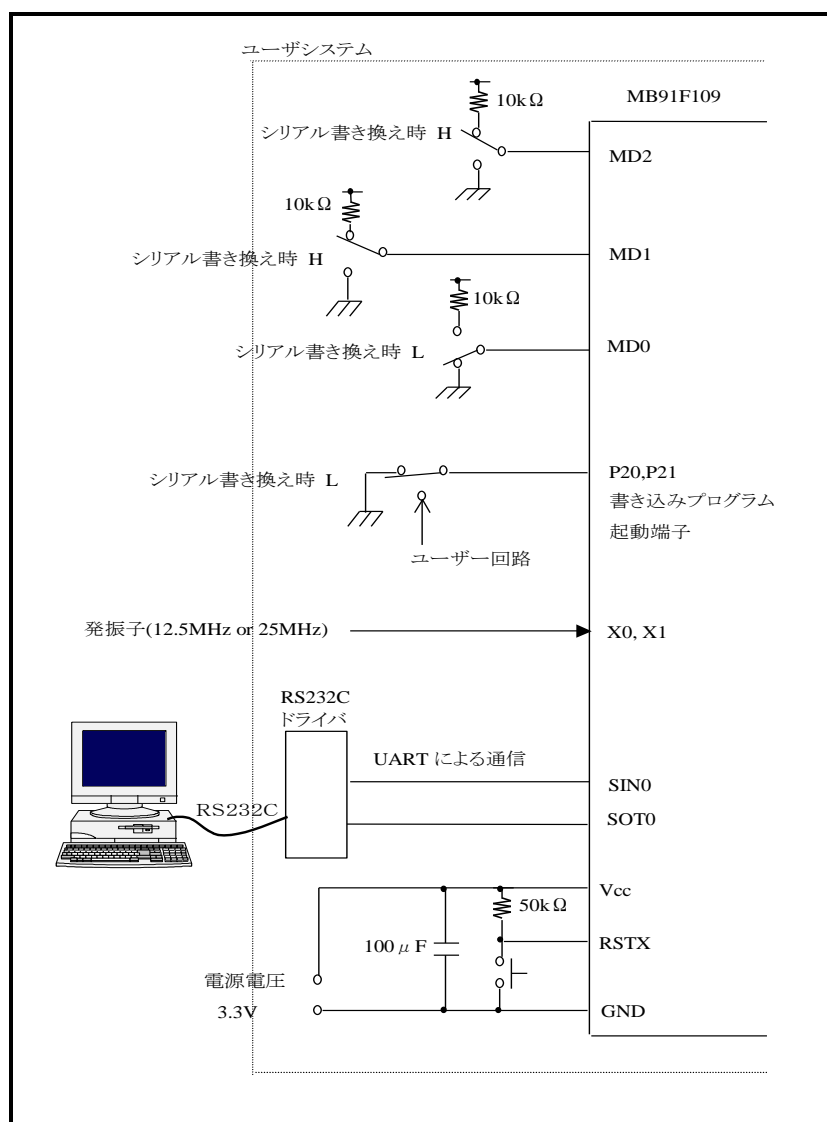 ユーザシステム
MB91F109
10kΩ
シリアル書き換え時 H
MD2
10kΩ
シリアル書き換え時 H
MD1
10kΩ
シリアル書き換え時 L
MD0
シリアル書き換え時 L
P20,P21
書き込みプログラム
起動端子
ユーザー回路
発振子(12.5MHz or 25MHz)
X0, X1
RS232C
ドライバ
UART による通信
SIN0
RS232C
SOT0
Vcc
50kΩ
100μF
RSTX
電源電圧
3.3V
GND